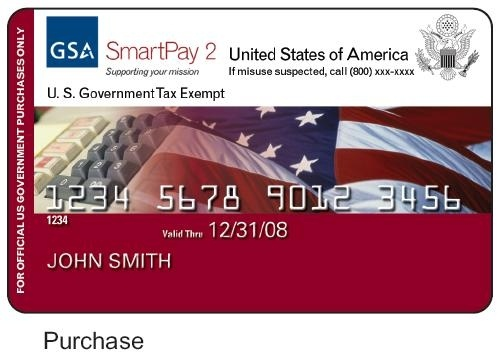 FOR OFFICIAL US GOVERNMENT PURCHASES ONLY
GSA SmartPay 2
Supporting your mission
United States of America
If misuse suspected, call (800) xxx-xxxx
U. S. Government Tax Exempt
1234 5678 9012 3456
1234
Valid Thru 12/31/08
JOHN SMITH
Purchase